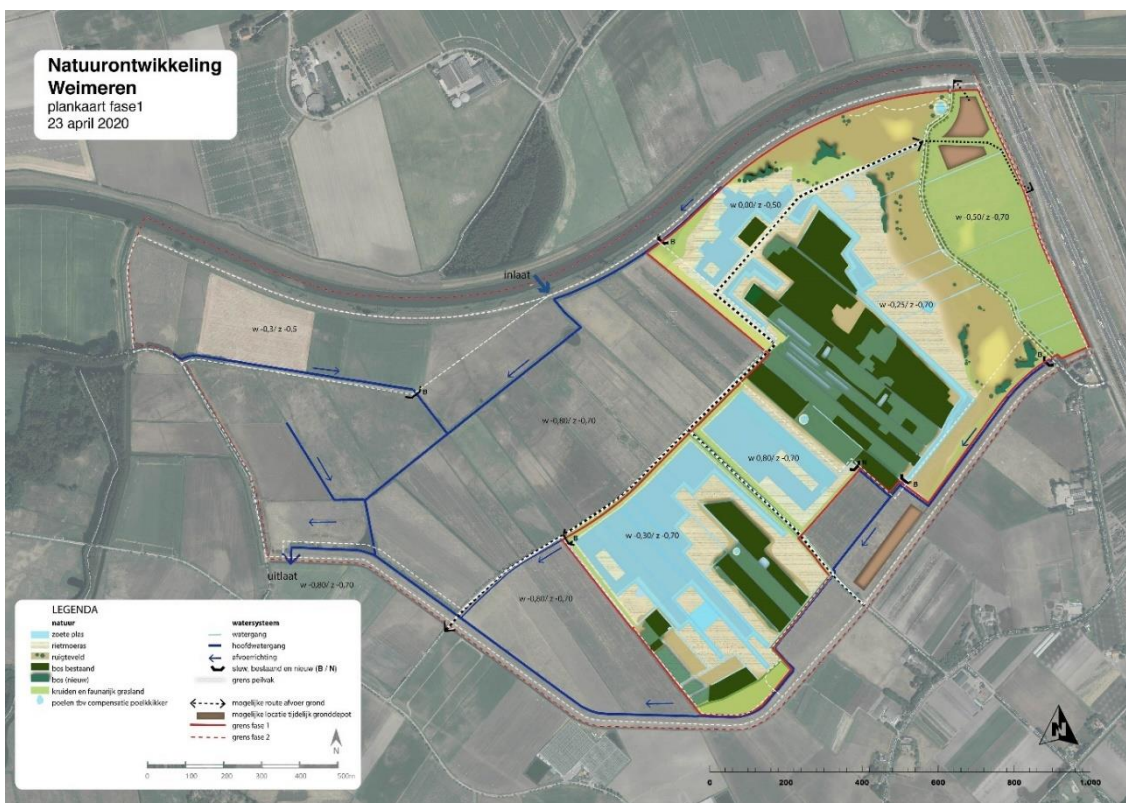 Natuurontwikkeling
Weimeren
plankaart fase1
23 april 2020
w 0,00/ z -0,50
w -0,50/ z -0,70
B
inlaat
w -0,25/ z -0,70
w -0,3/ z -0,5
B
B
w -0,80/ z -0,70
w 0,80/ z -0,70
B
B
w -0,30/ z -0,70
uitlaat
w -0,80/ z -0,70
w -0,80/ z -0,70
LEGENDA
natuur
zoete plas
rietmoeras
ruigteveld
bos bestaand
bos (nieuw)
kruiden en faunarijk grasland
poelen tbv compensatie poelkikker
watersysteem
watergang
hoofdwatergang
afvoerrichting
stuw, bestaand en nieuw (B / N)
grens peilvak
mogelijke route afvoer grond
mogelijke locatie tijdelijk gronddepot
grens fase 1
grens fase 2
N
0 100 200 300 400 500m
N
0 200 400 600 800 1.000